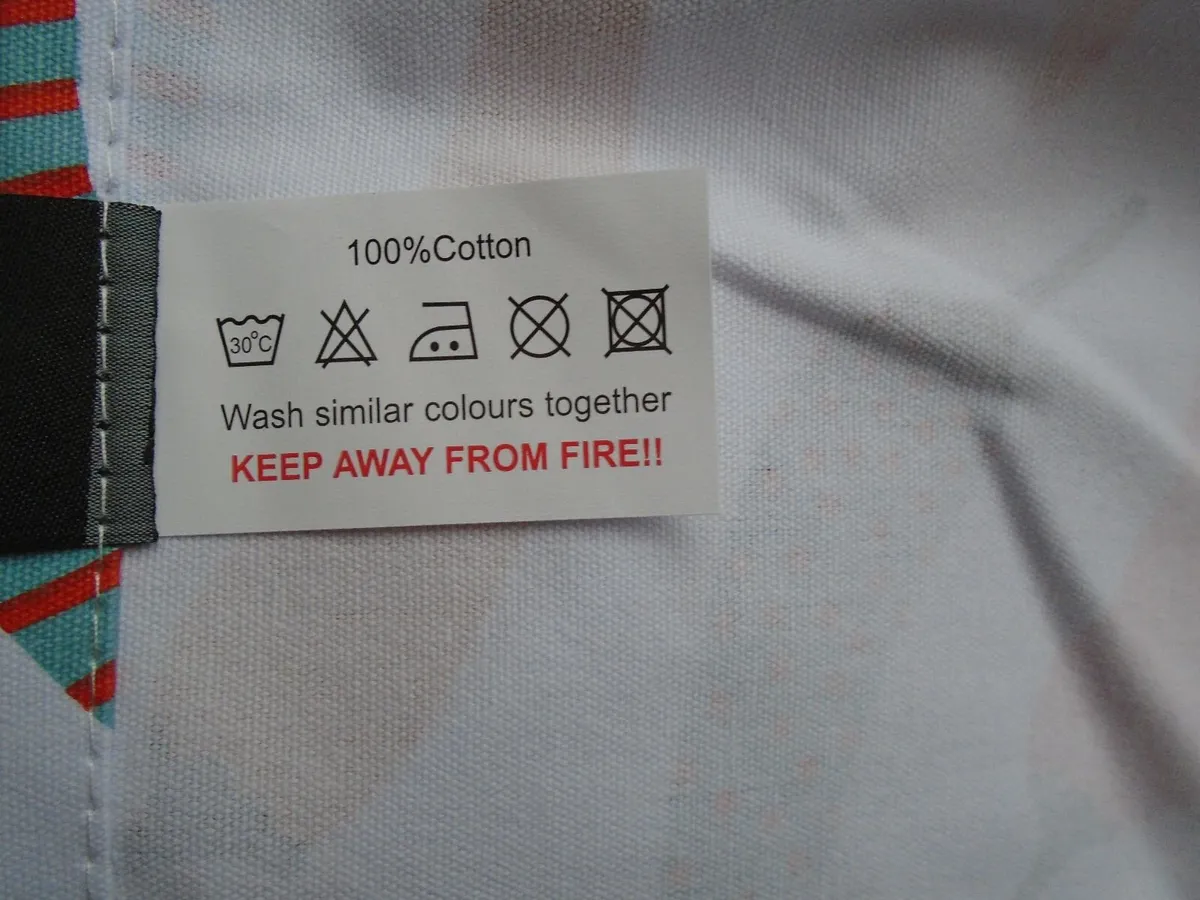 100%Cotton
30°C
Wash similar colours together
KEEP AWAY FROM FIRE!!